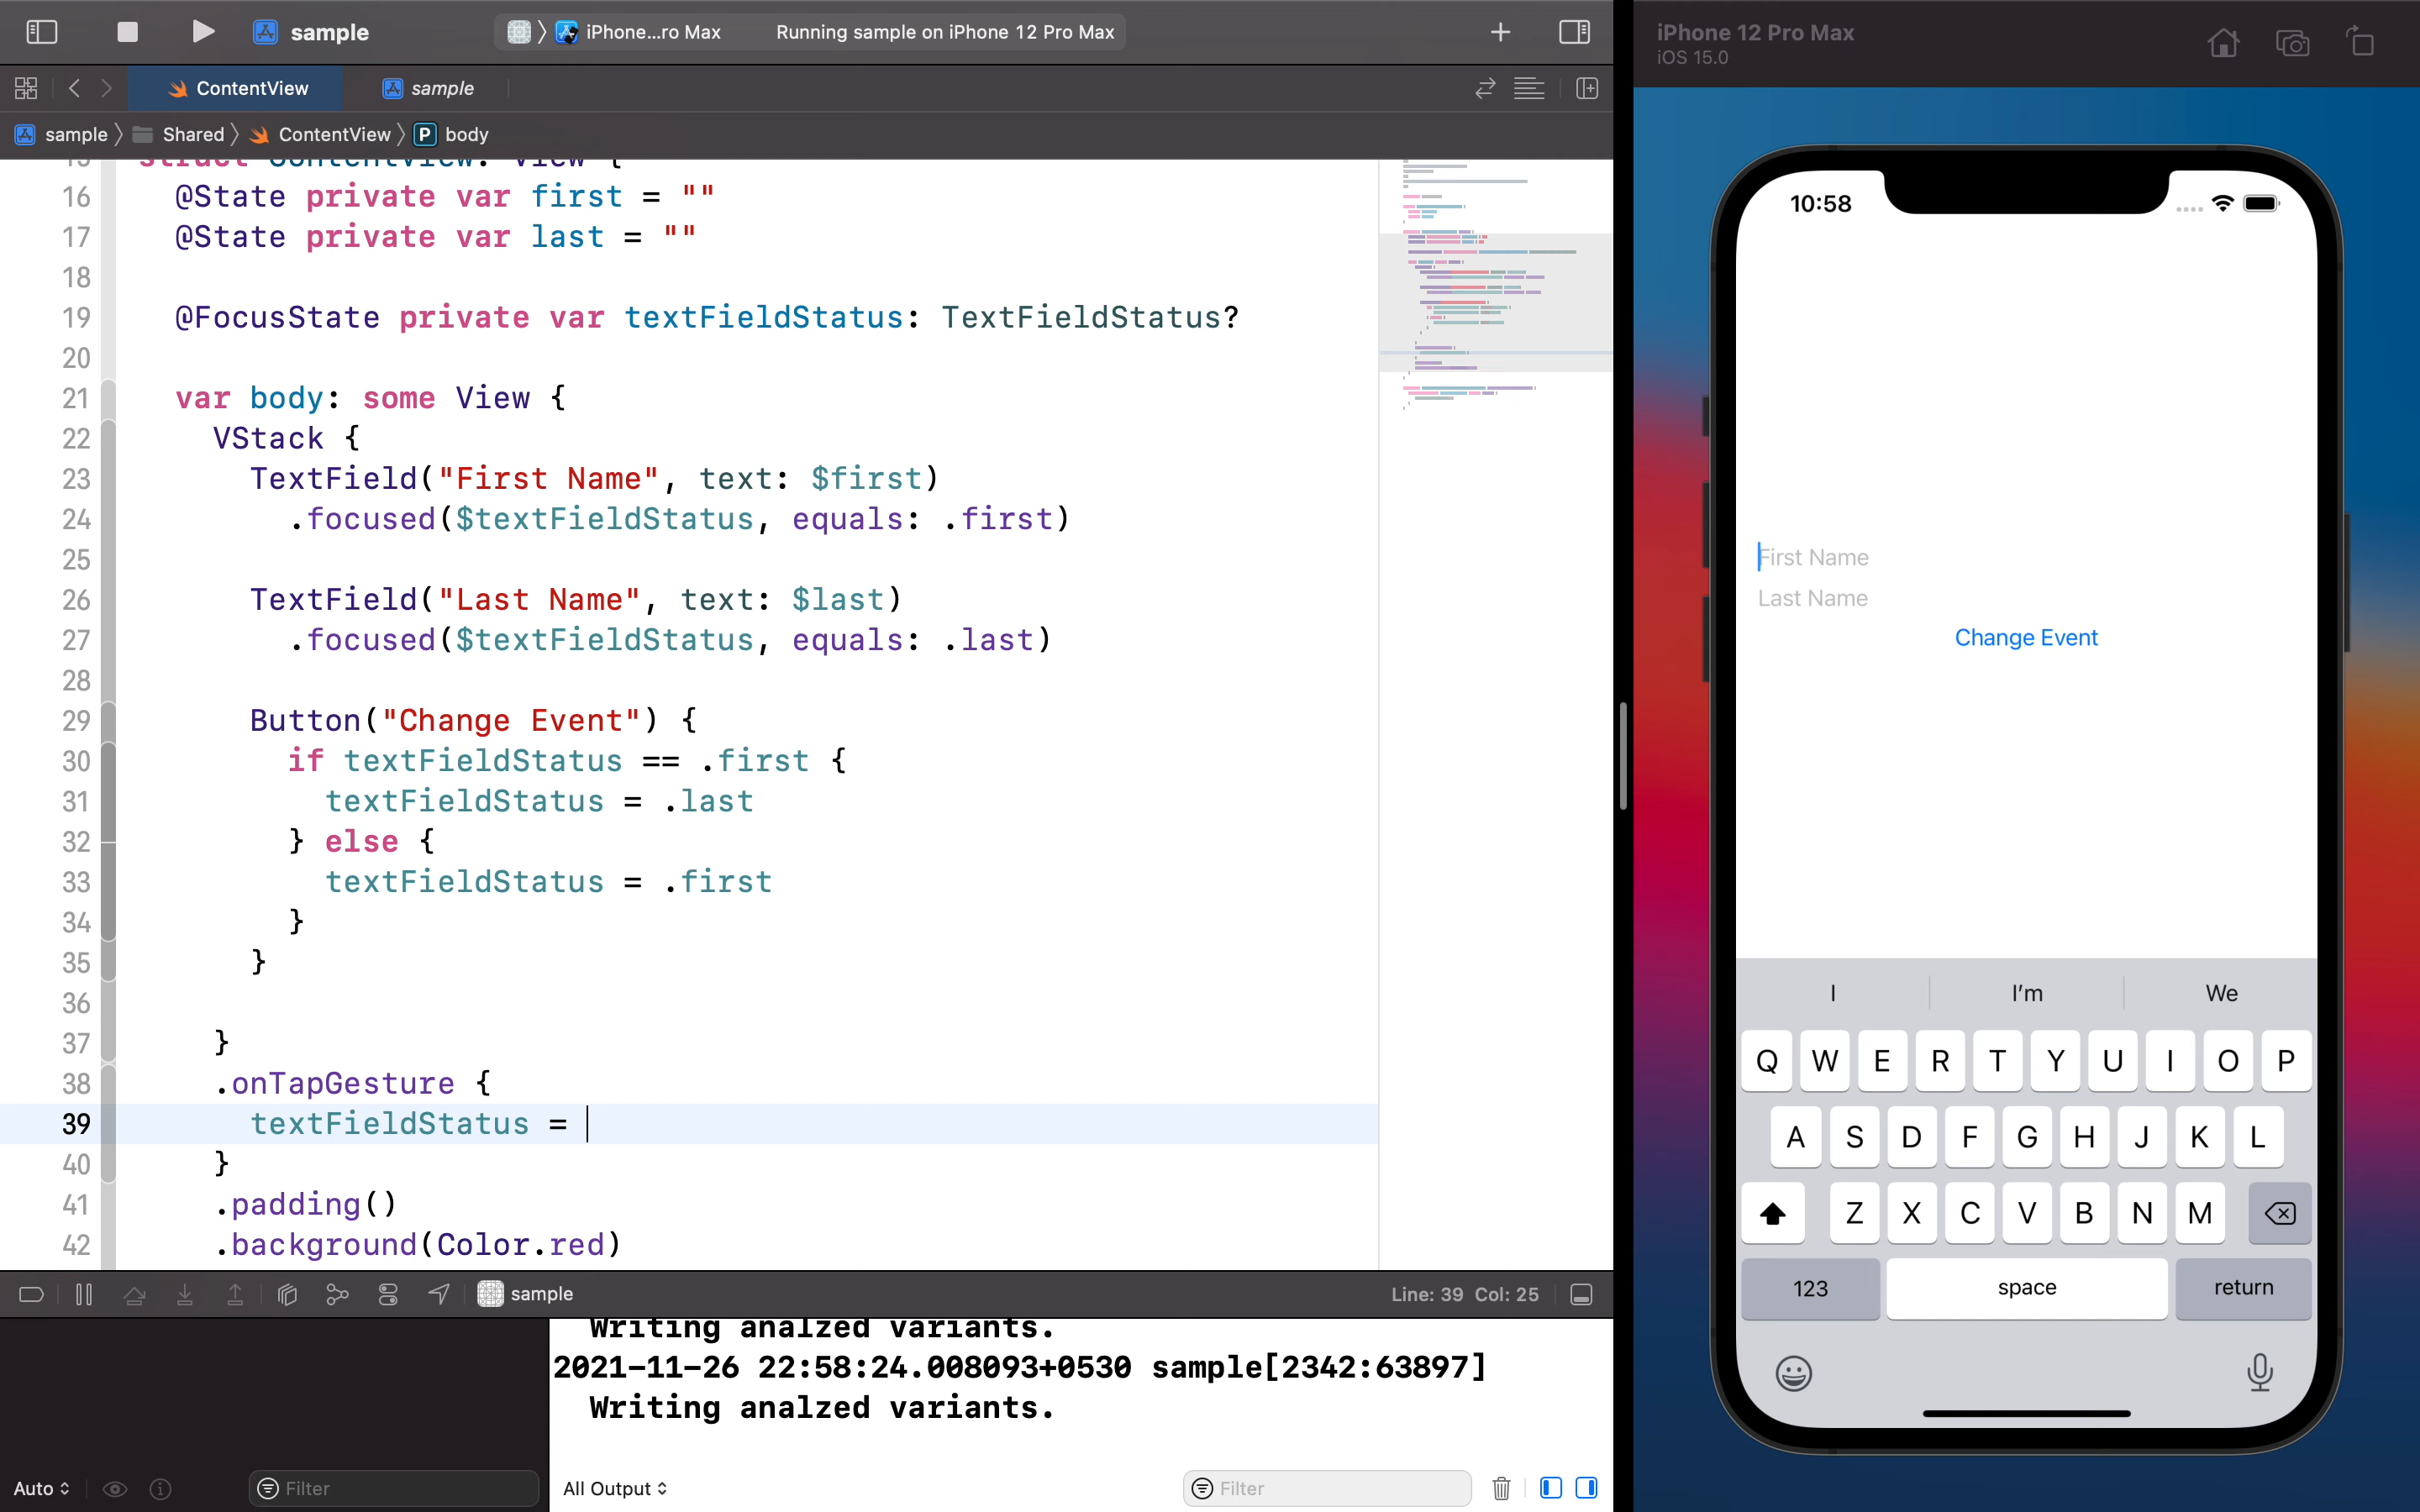 sample
iPhone...ro Max
Running sample on iPhone 12 Pro Max
ContentView
sample
sample
Shared
ContentView
P
body
15 struct ContentView: View {
16 @State private var first = ""
17 @State private var last = ""
18
19 @FocusState private var textFieldStatus: TextFieldStatus?
20
21 var body: some View {
22 VStack {
23 TextField("First Name", text: $first)
24 .focused($textFieldStatus, equals: .first)
25
26 TextField("Last Name", text: $last)
27 .focused($textFieldStatus, equals: .last)
28
29 Button("Change Event") {
30 if textFieldStatus == .first {
31 textFieldStatus = .last
32 } else {
33 textFieldStatus = .first
34 }
35 }
36
37 }
38 .onTapGesture {
39 textFieldStatus =
40 }
41 .padding()
42 .background(Color.red)
sample
Line: 39 Col: 25
Writing analzed variants.
2021-11-26 22:58:24.008093+0530 sample[2342:63897]
Writing analzed variants.
Auto
Filter
All Output
Filter
iPhone 12 Pro Max
iOS 15.0
10:58
First Name
Last Name
Change Event
I I'm We
Q W E R T Y U I O P
A S D F G H J K L
Z X C V B N M
123 space return